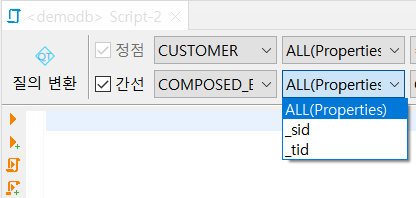 <demodb> Script-2
정점 CUSTOMER ALL(Properties
질의 변환 간선 COMPOSED_E ALL(Properties
ALL(Properties)
_sid
_tid